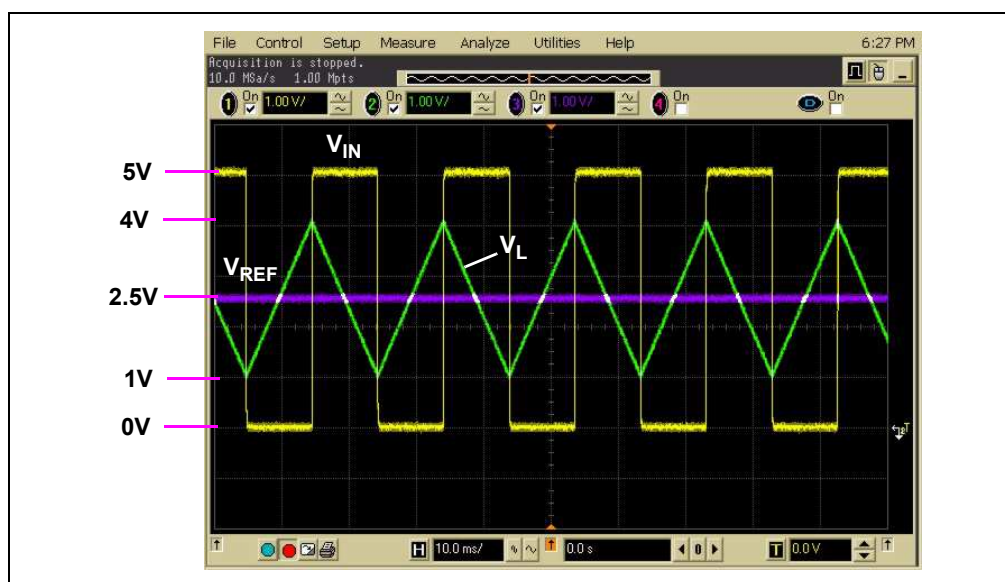 File Control Setup Measure Analyze Utilities Help 6:27 PM
Acquisition is stopped.
10.0 MSa/s 1.00 Mpts
1 On 1.00 V/ 2 On 1.00 V/ 3 On 1.00 V/ 4 On On
VIN
5V
4V
VL
VREF
2.5V
1V
0V
H 10.0 ms/ 0.0 s 0 T 0.0 V